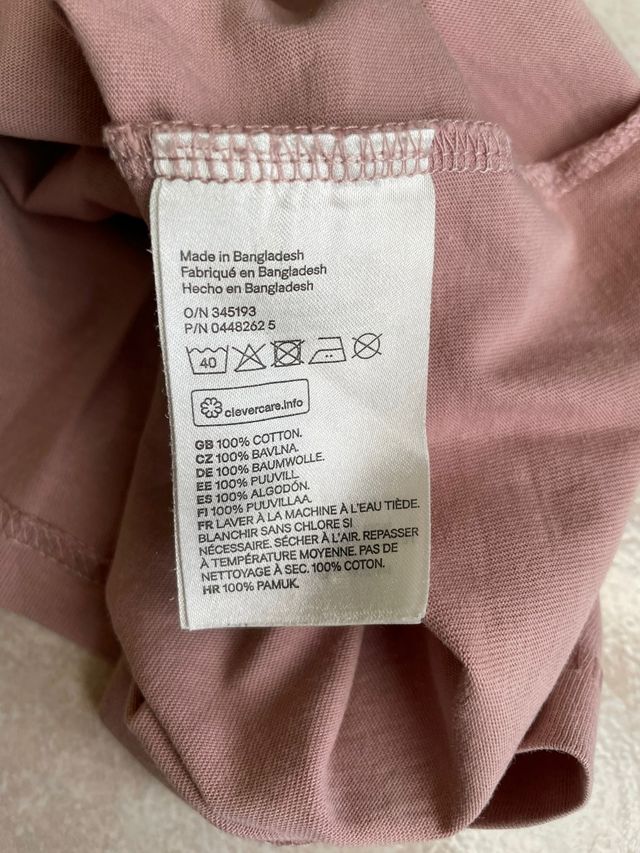 Made in Bangladesh
Fabriqué en Bangladesh
Hecho en Bangladesh
O/N 345193
P/N 0448262 5
40
clevercare.info
GB 100% COTTON.
CZ 100% BAVLNA.
DE 100% BAUMWOLLE.
EE 100% PUUVILL.
ES 100% ALGODÓN.
FI 100% PUUVILLAA.
FR LAVER À LA MACHINE À L'EAU TIÈDE.
BLANCHIR SANS CHLORE SI
NÉCESSAIRE. SÉCHER À L'AIR. REPASSER
À TEMPÉRATURE MOYENNE. PAS DE
NETTOYAGE À SEC. 100% COTON.
HR 100% PAMUK.